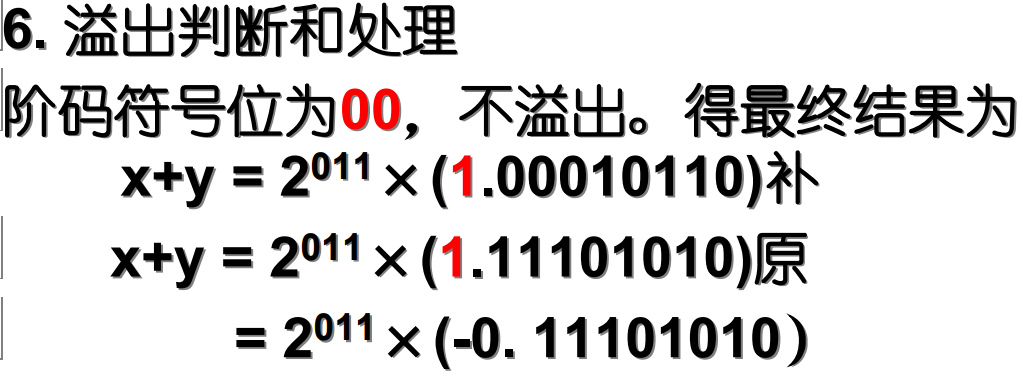 6. 溢出判断和处理
阶码符号位为00，不溢出。得最终结果为
x+y = 2⁰¹¹×(1.00010110)补
x+y = 2⁰¹¹×(1.11101010)原
= 2⁰¹¹×(-0. 11101010）